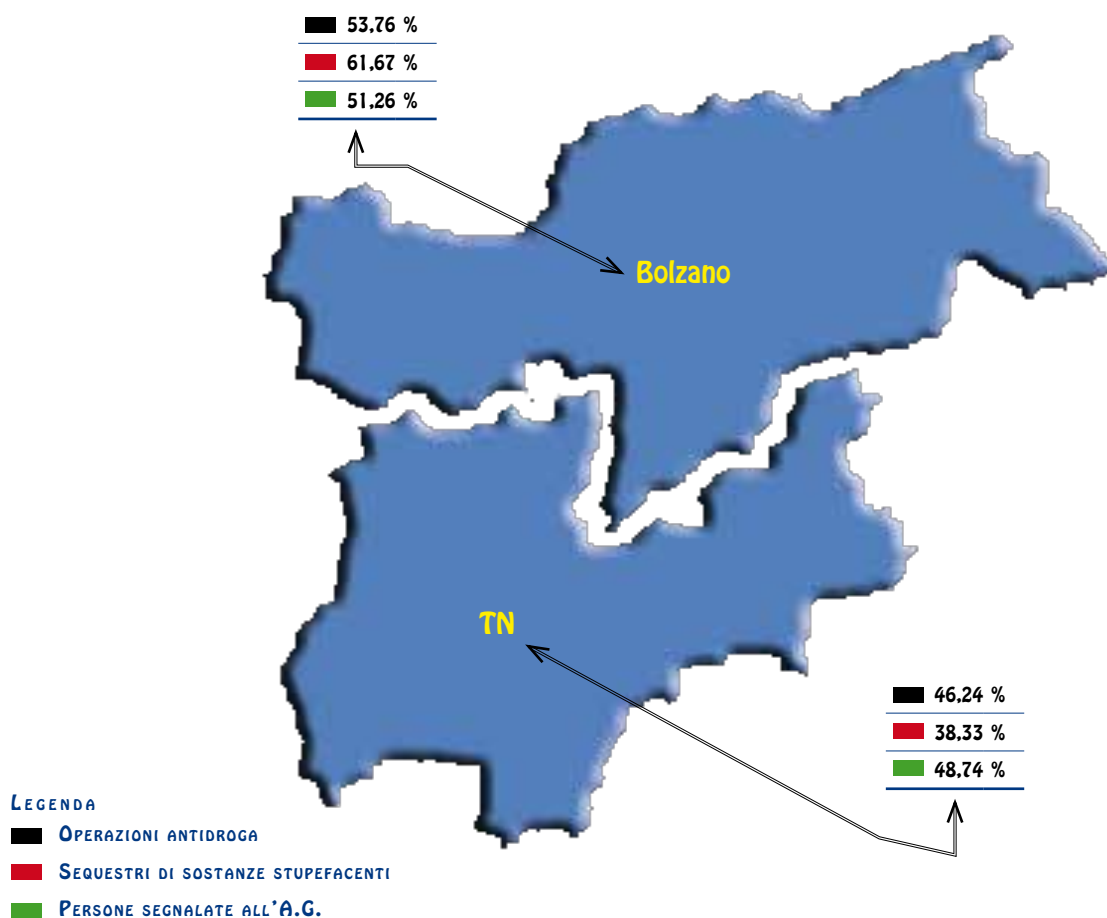 53,76 %
61,67 %
51,26 %
Bolzano
TN
46,24 %
38,33 %
48,74 %
LEGENDA
OPERAZIONI ANTIDROGA
SEQUESTRI DI SOSTANZE STUPEFACENTI
PERSONE SEGNALATE ALL'A.G.